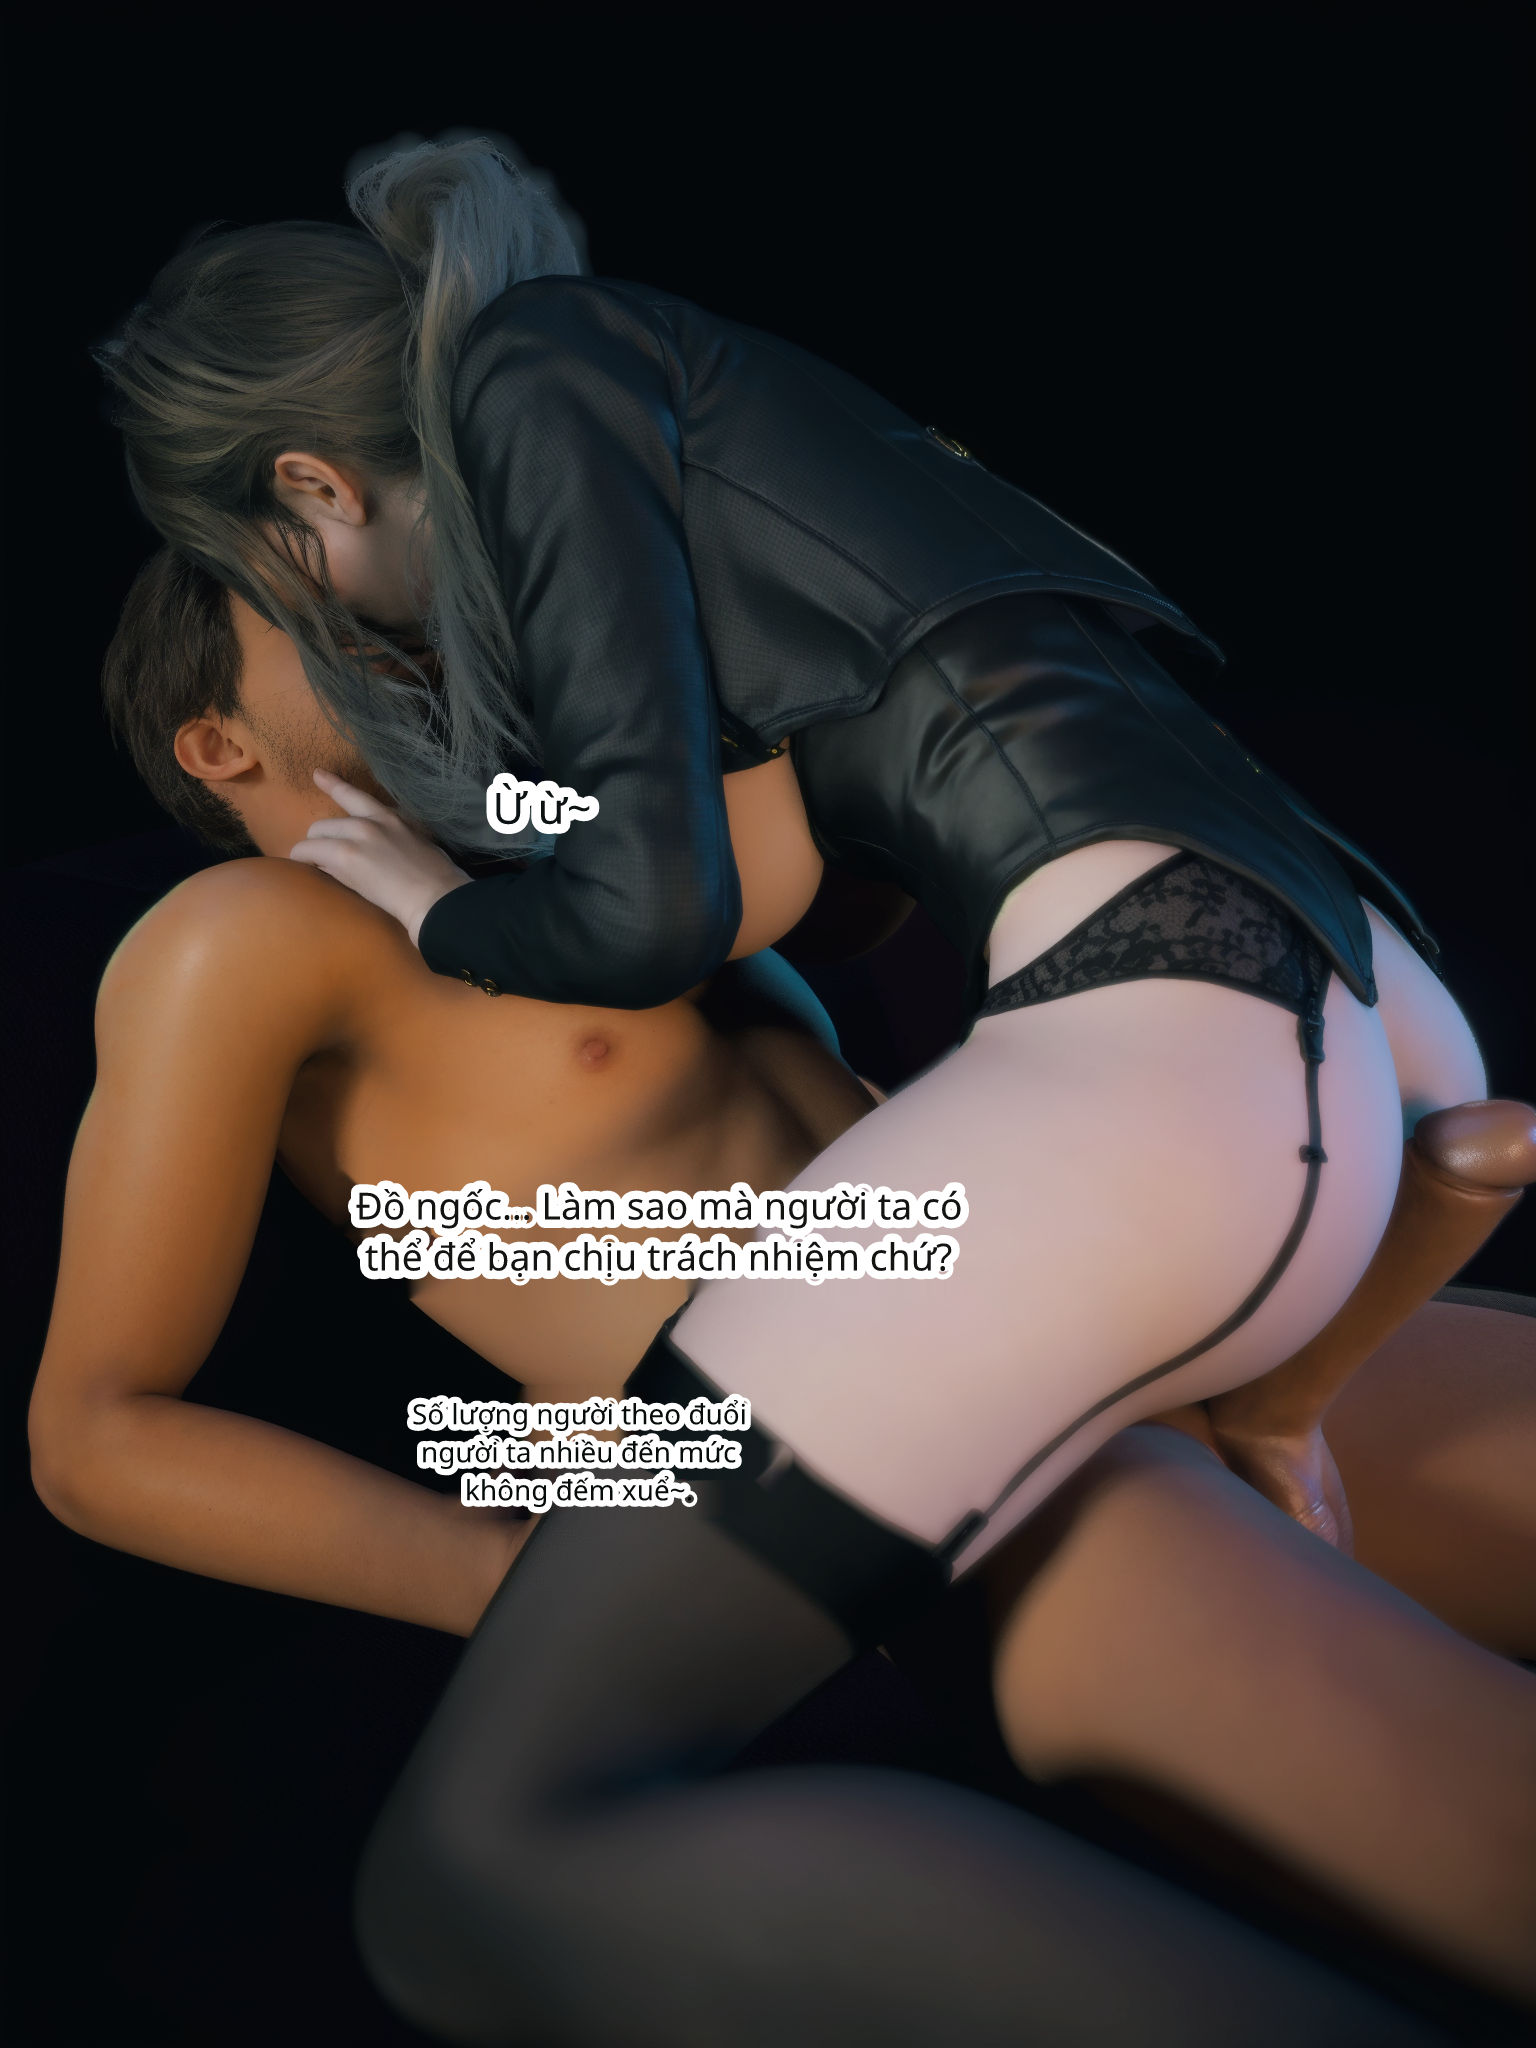 Ừ ừ~
Đồ ngốc... Làm sao mà người ta có
thể để bạn chịu trách nhiệm chứ?
Số lượng người theo đuổi
người ta nhiều đến mức
không đếm xuể~.